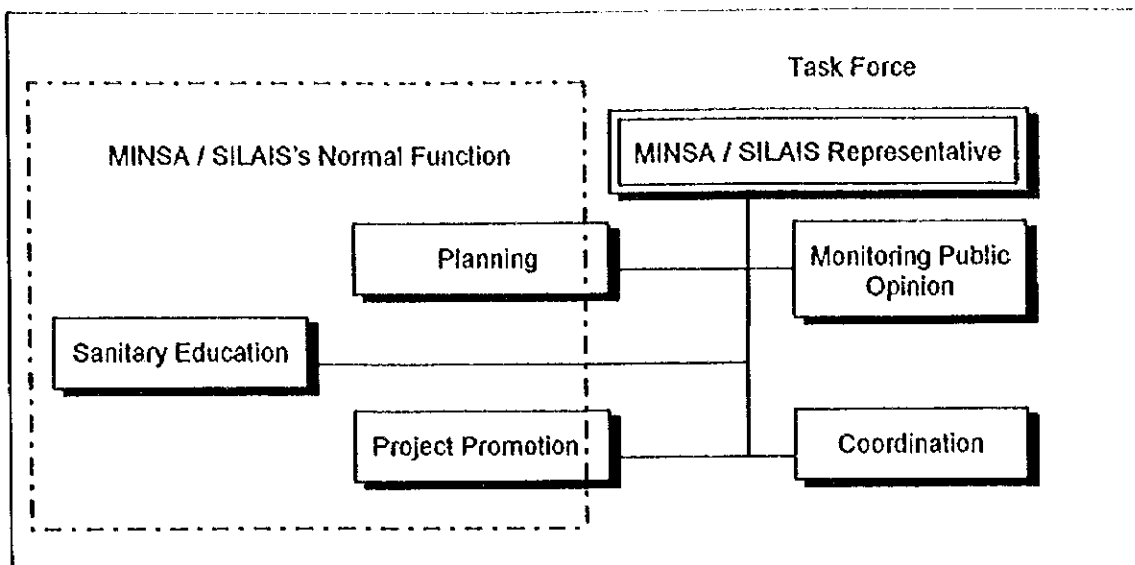 Task Force
MINSA / SILAIS's Normal Function
MINSA / SILAIS Representative
Planning
Monitoring Public
Opinion
Sanitary Education
Project Promotion
Coordination